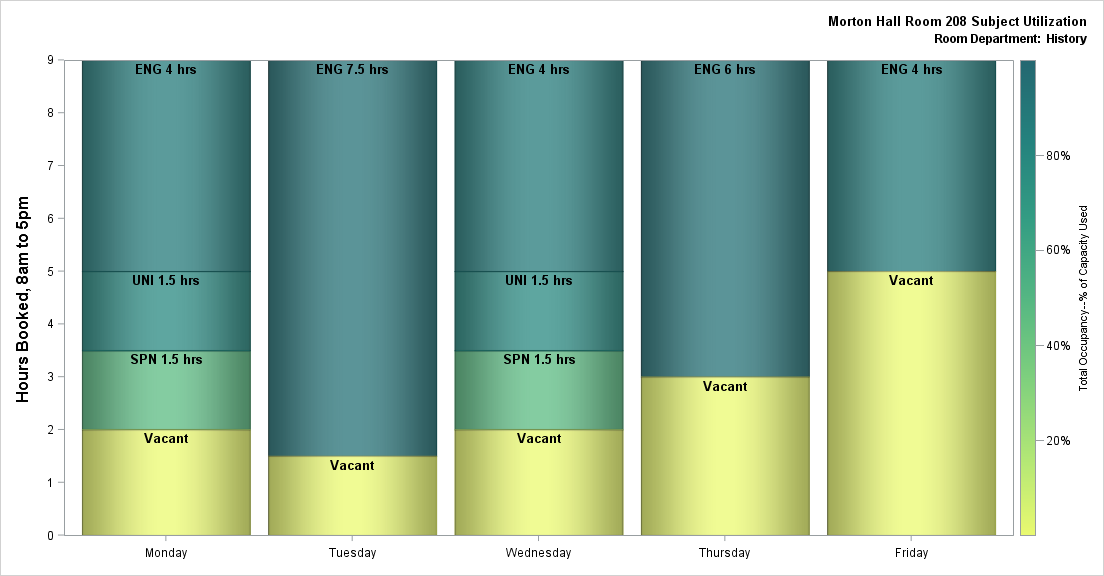 Morton Hall Room 208 Subject Utilization
Room Department: History
Hours Booked, 8am to 5pm
9
8
7
6
5
4
3
2
1
0
ENG 4 hrs
UNI 1.5 hrs
SPN 1.5 hrs
Vacant
ENG 7.5 hrs
Vacant
ENG 4 hrs
UNI 1.5 hrs
SPN 1.5 hrs
Vacant
ENG 6 hrs
Vacant
ENG 4 hrs
Vacant
Monday
Tuesday
Wednesday
Thursday
Friday
80%
60%
40%
20%
Total Occupancy--% of Capacity Used